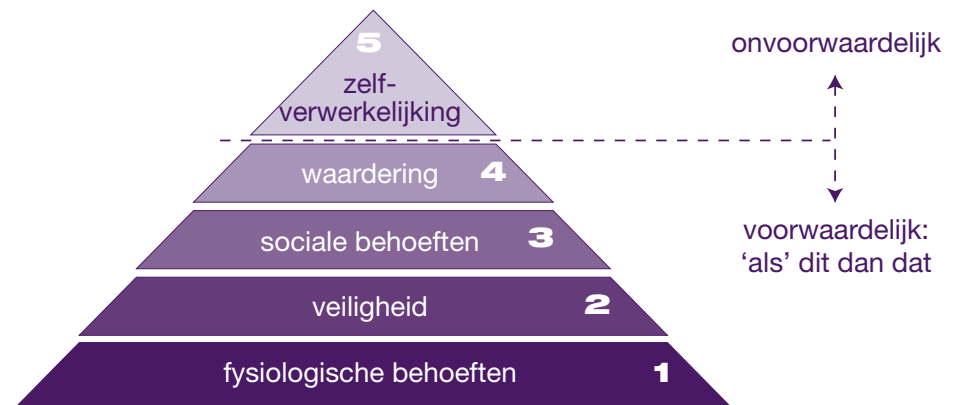 5
zelf-
verwerkelijking
onvoorwaardelijk
waardering 4
sociale behoeften 3
voorwaardelijk:
‘als’ dit dan dat
veiligheid 2
fysiologische behoeften 1